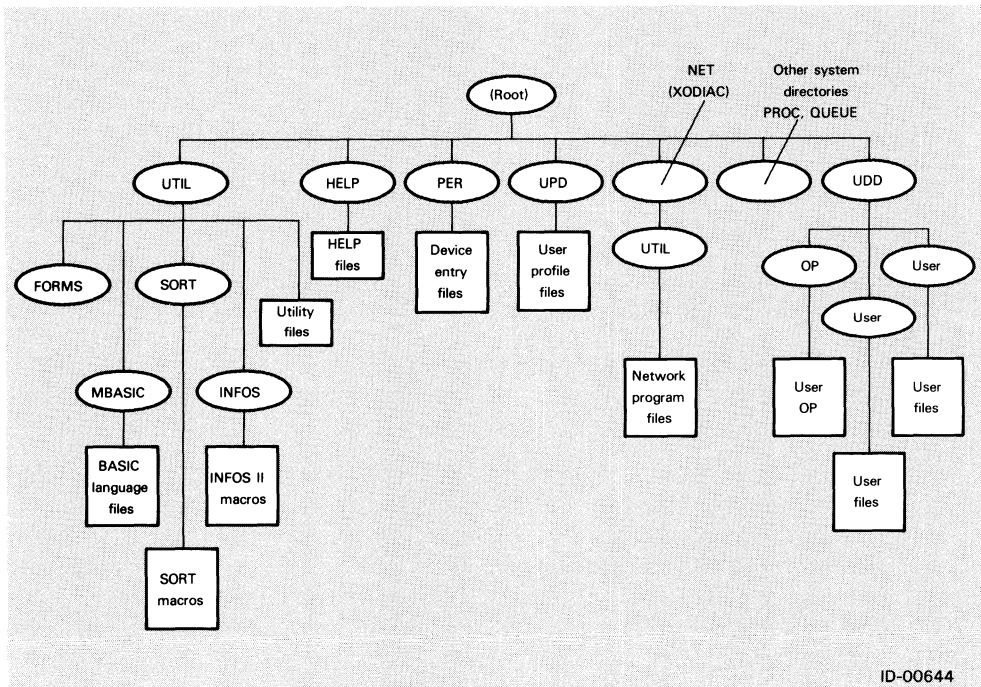 NET
(XODIAC)
Other system
directories
PROC, QUEUE
(Root)
UTIL
HELP
PER
UPD
UDD
HELP
files
Device
entry
files
User
profile
files
UTIL
OP
User
FORMS
SORT
Utility
files
User
MBASIC
INFOS
Network
program
files
User
OP
User
files
BASIC
language
files
INFOS II
macros
User
files
SORT
macros
ID-00644